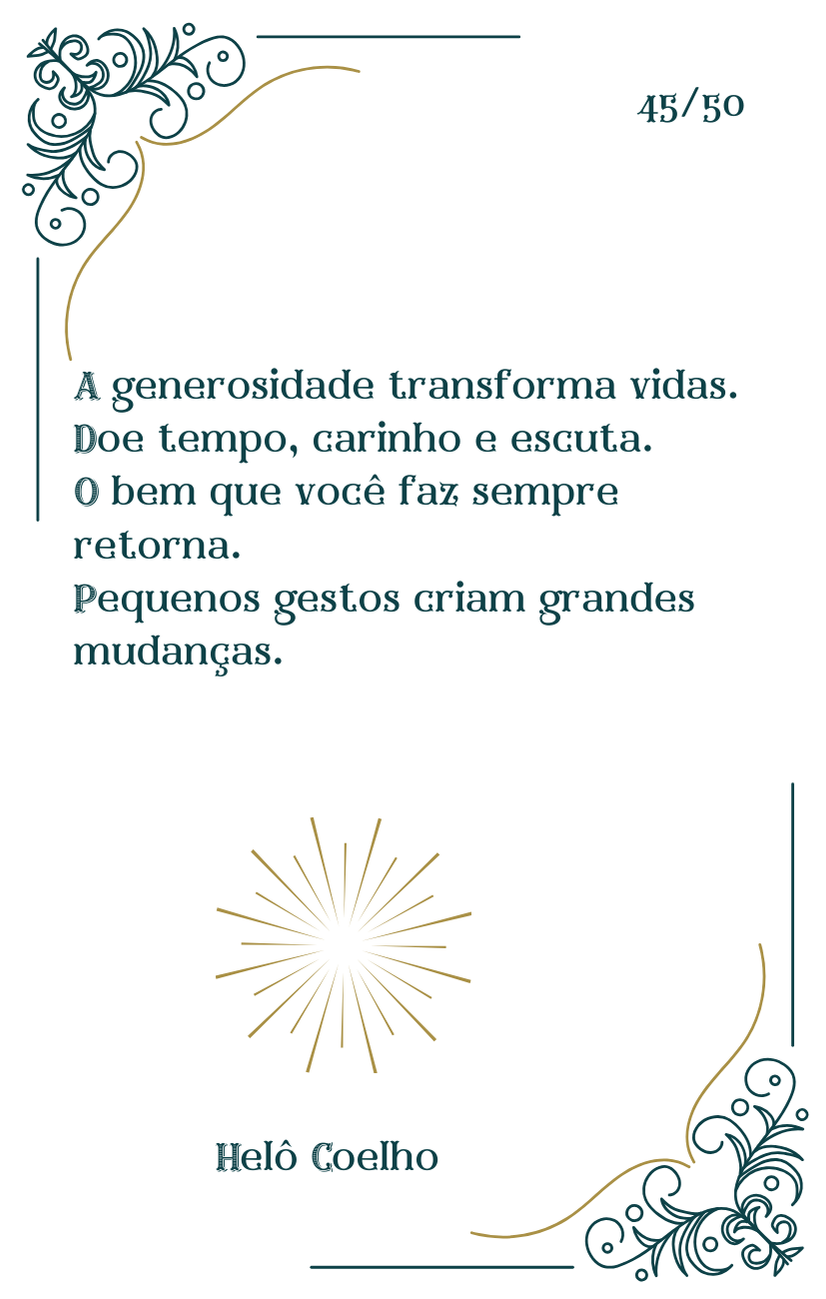 45/50
A generosidade transforma vidas.
Doe tempo, carinho e escuta.
O bem que você faz sempre
retorna.
Pequenos gestos criam grandes
mudanças.
Helô Coelho